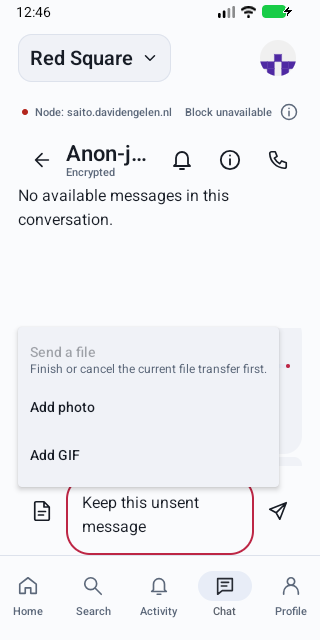 12:46
Red Square
Node: saito.davidengelen.nl Block unavailable
Anon-j...
Encrypted
No available messages in this
conversation.
Send a file
Finish or cancel the current file transfer first.
Add photo
Add GIF
Keep this unsent
message
Home Search Activity Chat Profile